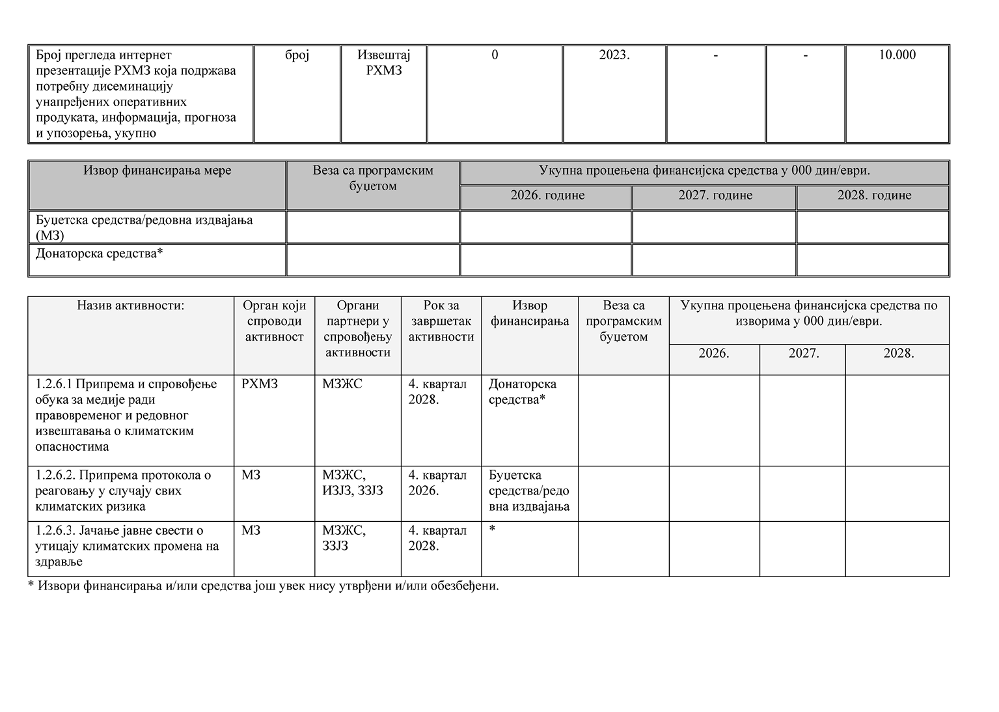 Број прегледа интернет
презентације РХМЗ која подржава
потребну дисеминацију
унапређених оперативних
продуката, информација, прогноза
и упозорења, укупно
број
Извештај
РХМЗ
0
2023.
-
-
10.000
Извор финансирања мере
Веза са програмским
буџетом
Укупна процењена финансијска средства у 000 дин/еври.
2026. године
2027. године
2028. године
Буџетска средства/редовна издвајања
(МЗ)
Донаторска средства*
Назив активности:
Орган који
спроводи
активност
Органи
партнери у
спровођењу
активности
Рок за
завршетак
активности
Извор
финансирања
Веза са
програмским
буџетом
Укупна процењена финансијска средства по
изворима у 000 дин/еври.
2026.
2027.
2028.
1.2.6.1 Припрема и спровођење
обука за медије ради
правовременог и редовног
извештавања о климатским
опасностима
РХМЗ
МЗЖС
4. квартал
2028.
Донаторска
средства*
1.2.6.2. Припрема протокола о
реаговању у случају свих
климатских ризика
МЗ
МЗЖС,
ИЗЈЗ, ЗЗЈЗ
4. квартал
2026.
Буџетска
средства/редо
вна издвајања
1.2.6.3. Јачање јавне свести о
утицају климатских промена на
здравље
МЗ
МЗЖС,
ЗЗЈЗ
4. квартал
2028.
*
* Извори финансирања и/или средства још увек нису утврђени и/или обезбеђени.